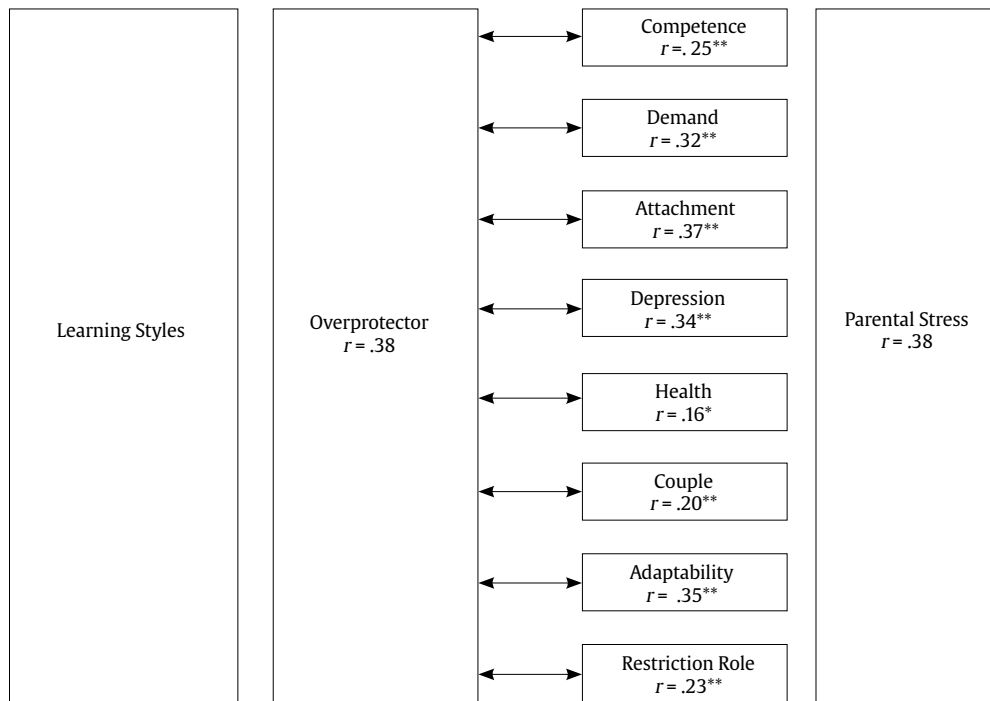 Learning Styles
Overprotector
r = .38
Competence
r =. 25**
Demand
r = .32**
Attachment
r = .37**
Depression
r = .34**
Health
r = .16*
Couple
r = .20**
Adaptability
r =  .35**
Restriction Role
r = .23**
Parental Stress
r = .38